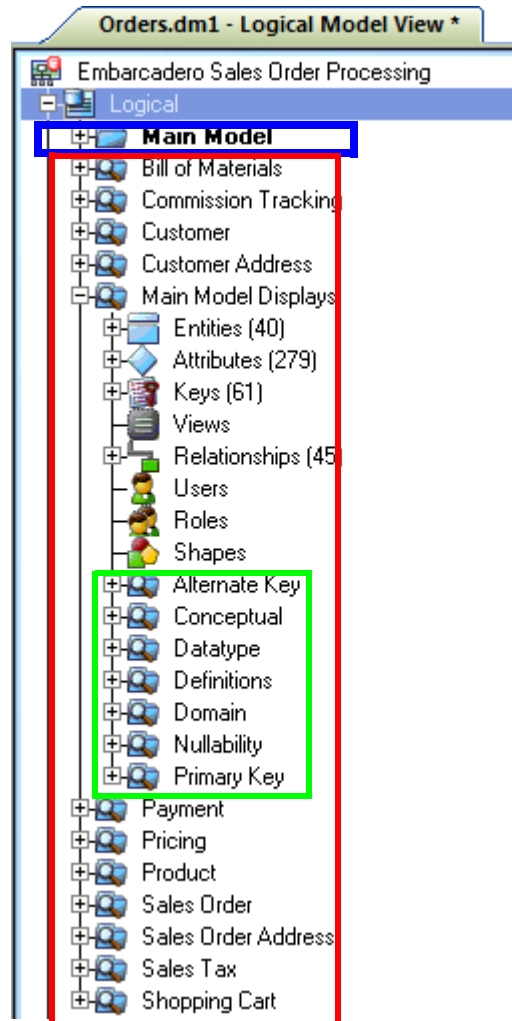 Orders.dm1 - Logical Model View *
Embarcadero Sales Order Processing
Logical
Main Model
Bill of Materials
Commission Tracking
Customer
Customer Address
Main Model Displays
Entities (40)
Attributes (279)
Keys (61)
Views
Relationships (45)
Users
Roles
Shapes
Alternate Key
Conceptual
Datatype
Definitions
Domain
Nullability
Primary Key
Payment
Pricing
Product
Sales Order
Sales Order Address
Sales Tax
Shopping Cart